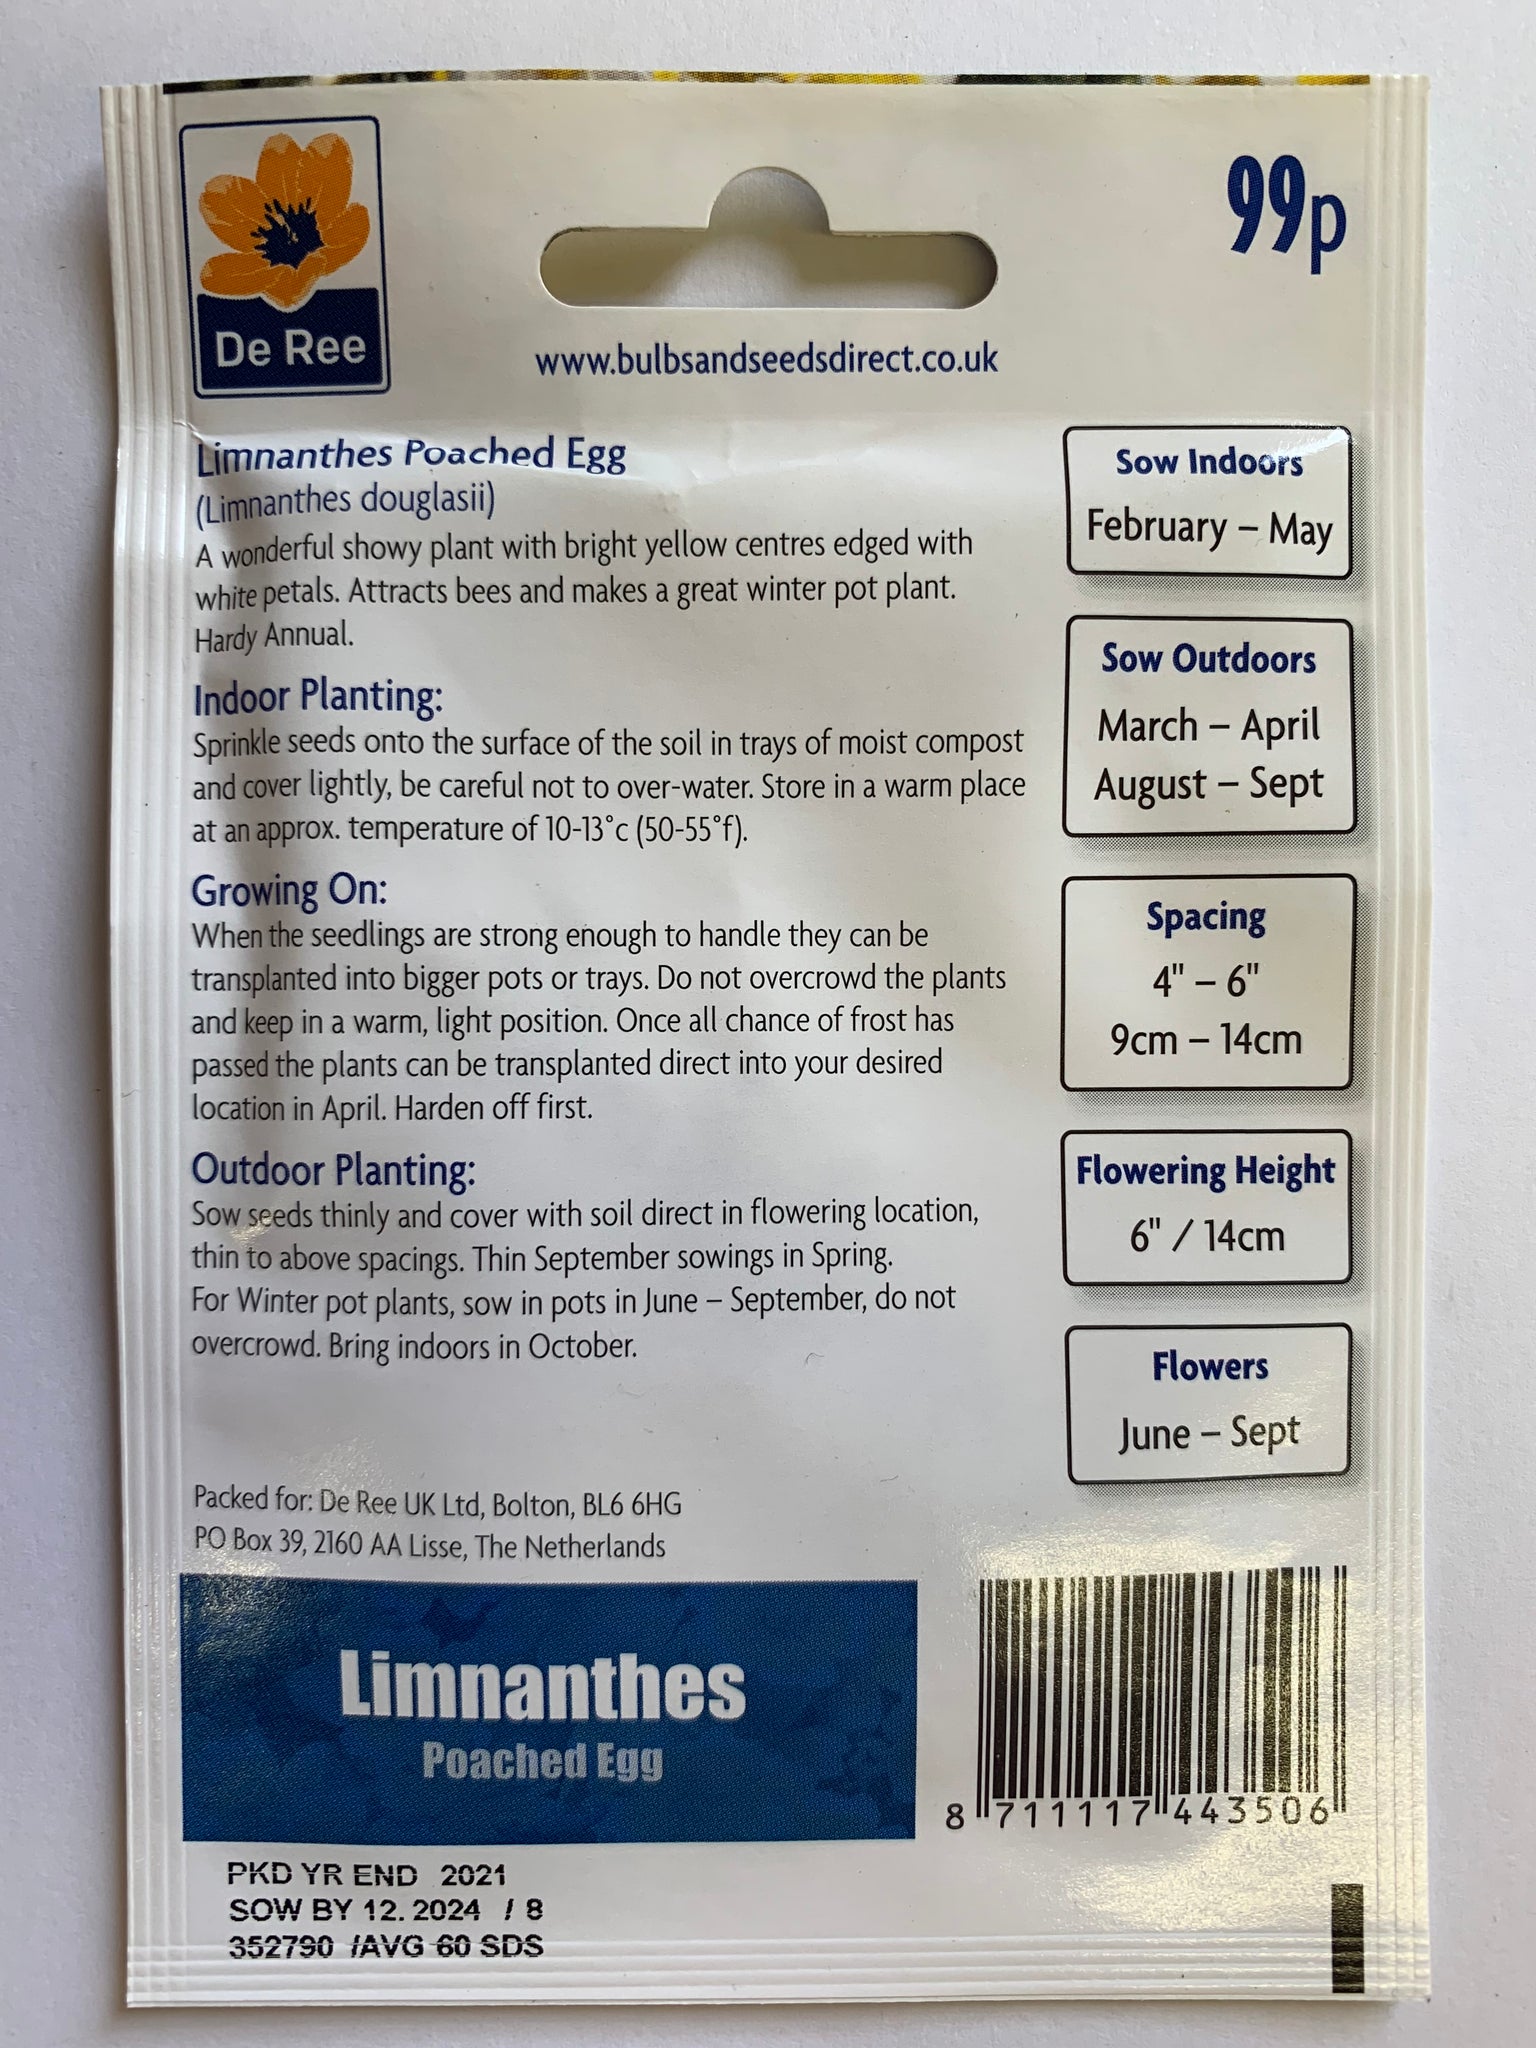 De Ree
99p
www.bulbsandseedsdirect.co.uk
Limnanthes Poached Egg
(Limnanthes douglasii)
A wonderful showy plant with bright yellow centres edged with
white petals. Attracts bees and makes a great winter pot plant.
Hardy Annual.
Indoor Planting:
Sprinkle seeds onto the surface of the soil in trays of moist compost
and cover lightly, be careful not to over-water. Store in a warm place
at an approx. temperature of 10-13°c (50-55°f).
Growing On:
When the seedlings are strong enough to handle they can be
transplanted into bigger pots or trays. Do not overcrowd the plants
and keep in a warm, light position. Once all chance of frost has
passed the plants can be transplanted direct into your desired
location in April. Harden off first.
Outdoor Planting:
Sow seeds thinly and cover with soil direct in flowering location,
thin to above spacings. Thin September sowings in Spring.
For Winter pot plants, sow in pots in June – September, do not
overcrowd. Bring indoors in October.
Sow Indoors
February – May
Sow Outdoors
March – April
August – Sept
Spacing
4" – 6"
9cm – 14cm
Flowering Height
6" / 14cm
Flowers
June – Sept
Packed for: De Ree UK Ltd, Bolton, BL6 6HG
PO Box 39, 2160 AA Lisse, The Netherlands
Limnanthes
Poached Egg
8 711117 443506
PKD YR END 2021
SOW BY 12. 2024 / 8
352790 /AVG 60 SDS